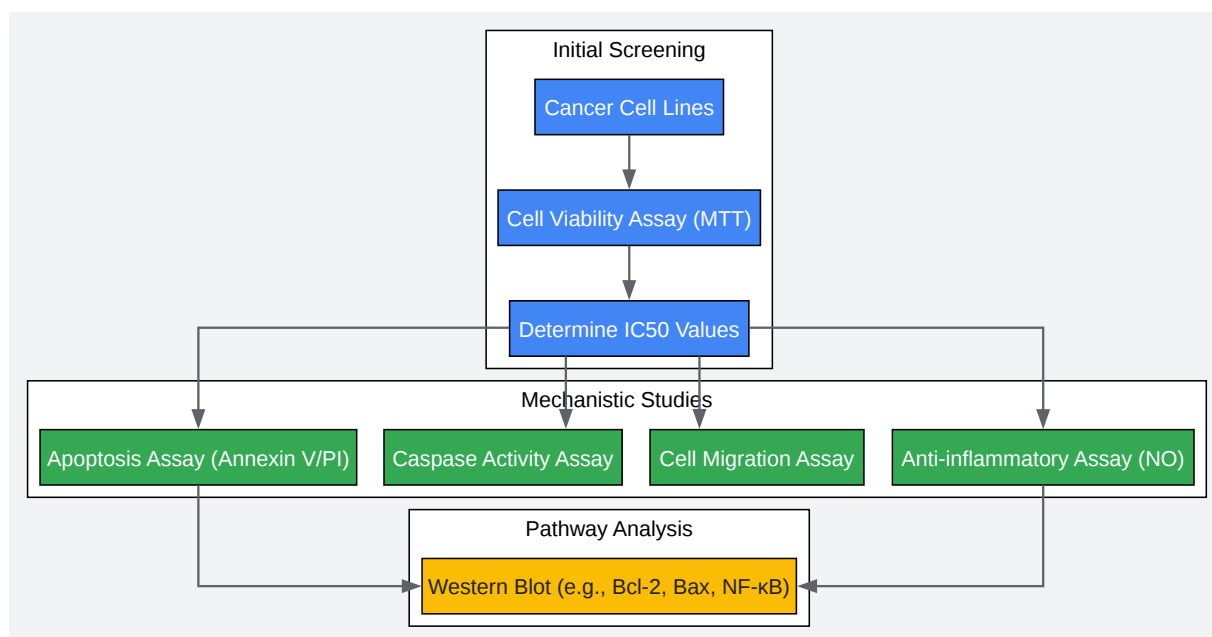 Initial Screening
Cancer Cell Lines
Cell Viability Assay (MTT)
Determine IC50 Values
Mechanistic Studies
Apoptosis Assay (Annexin V/PI)
Caspase Activity Assay
Cell Migration Assay
Anti-inflammatory Assay (NO)
Pathway Analysis
Western Blot (e.g., Bcl-2, Bax, NF-κB)